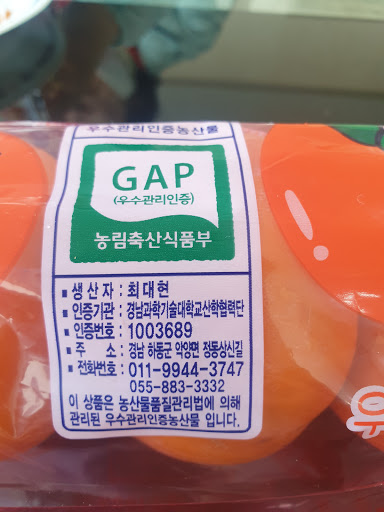 우수관리인증농산물
GAP
(우수관리인증)
농림축산식품부
▪ 생 산 자 : 최대현
▪ 인증기관 : 경남과학기술대학교산학협력단
▪ 인증번호 : 1003689
▪ 주 소 : 경남 하동군 악양면 정동상신길
▪ 전화번호 : 011-9944-3747
055-883-3332
이 상품은 농산물품질관리법에 의해
관리된 우수관리인증농산물 입니다.